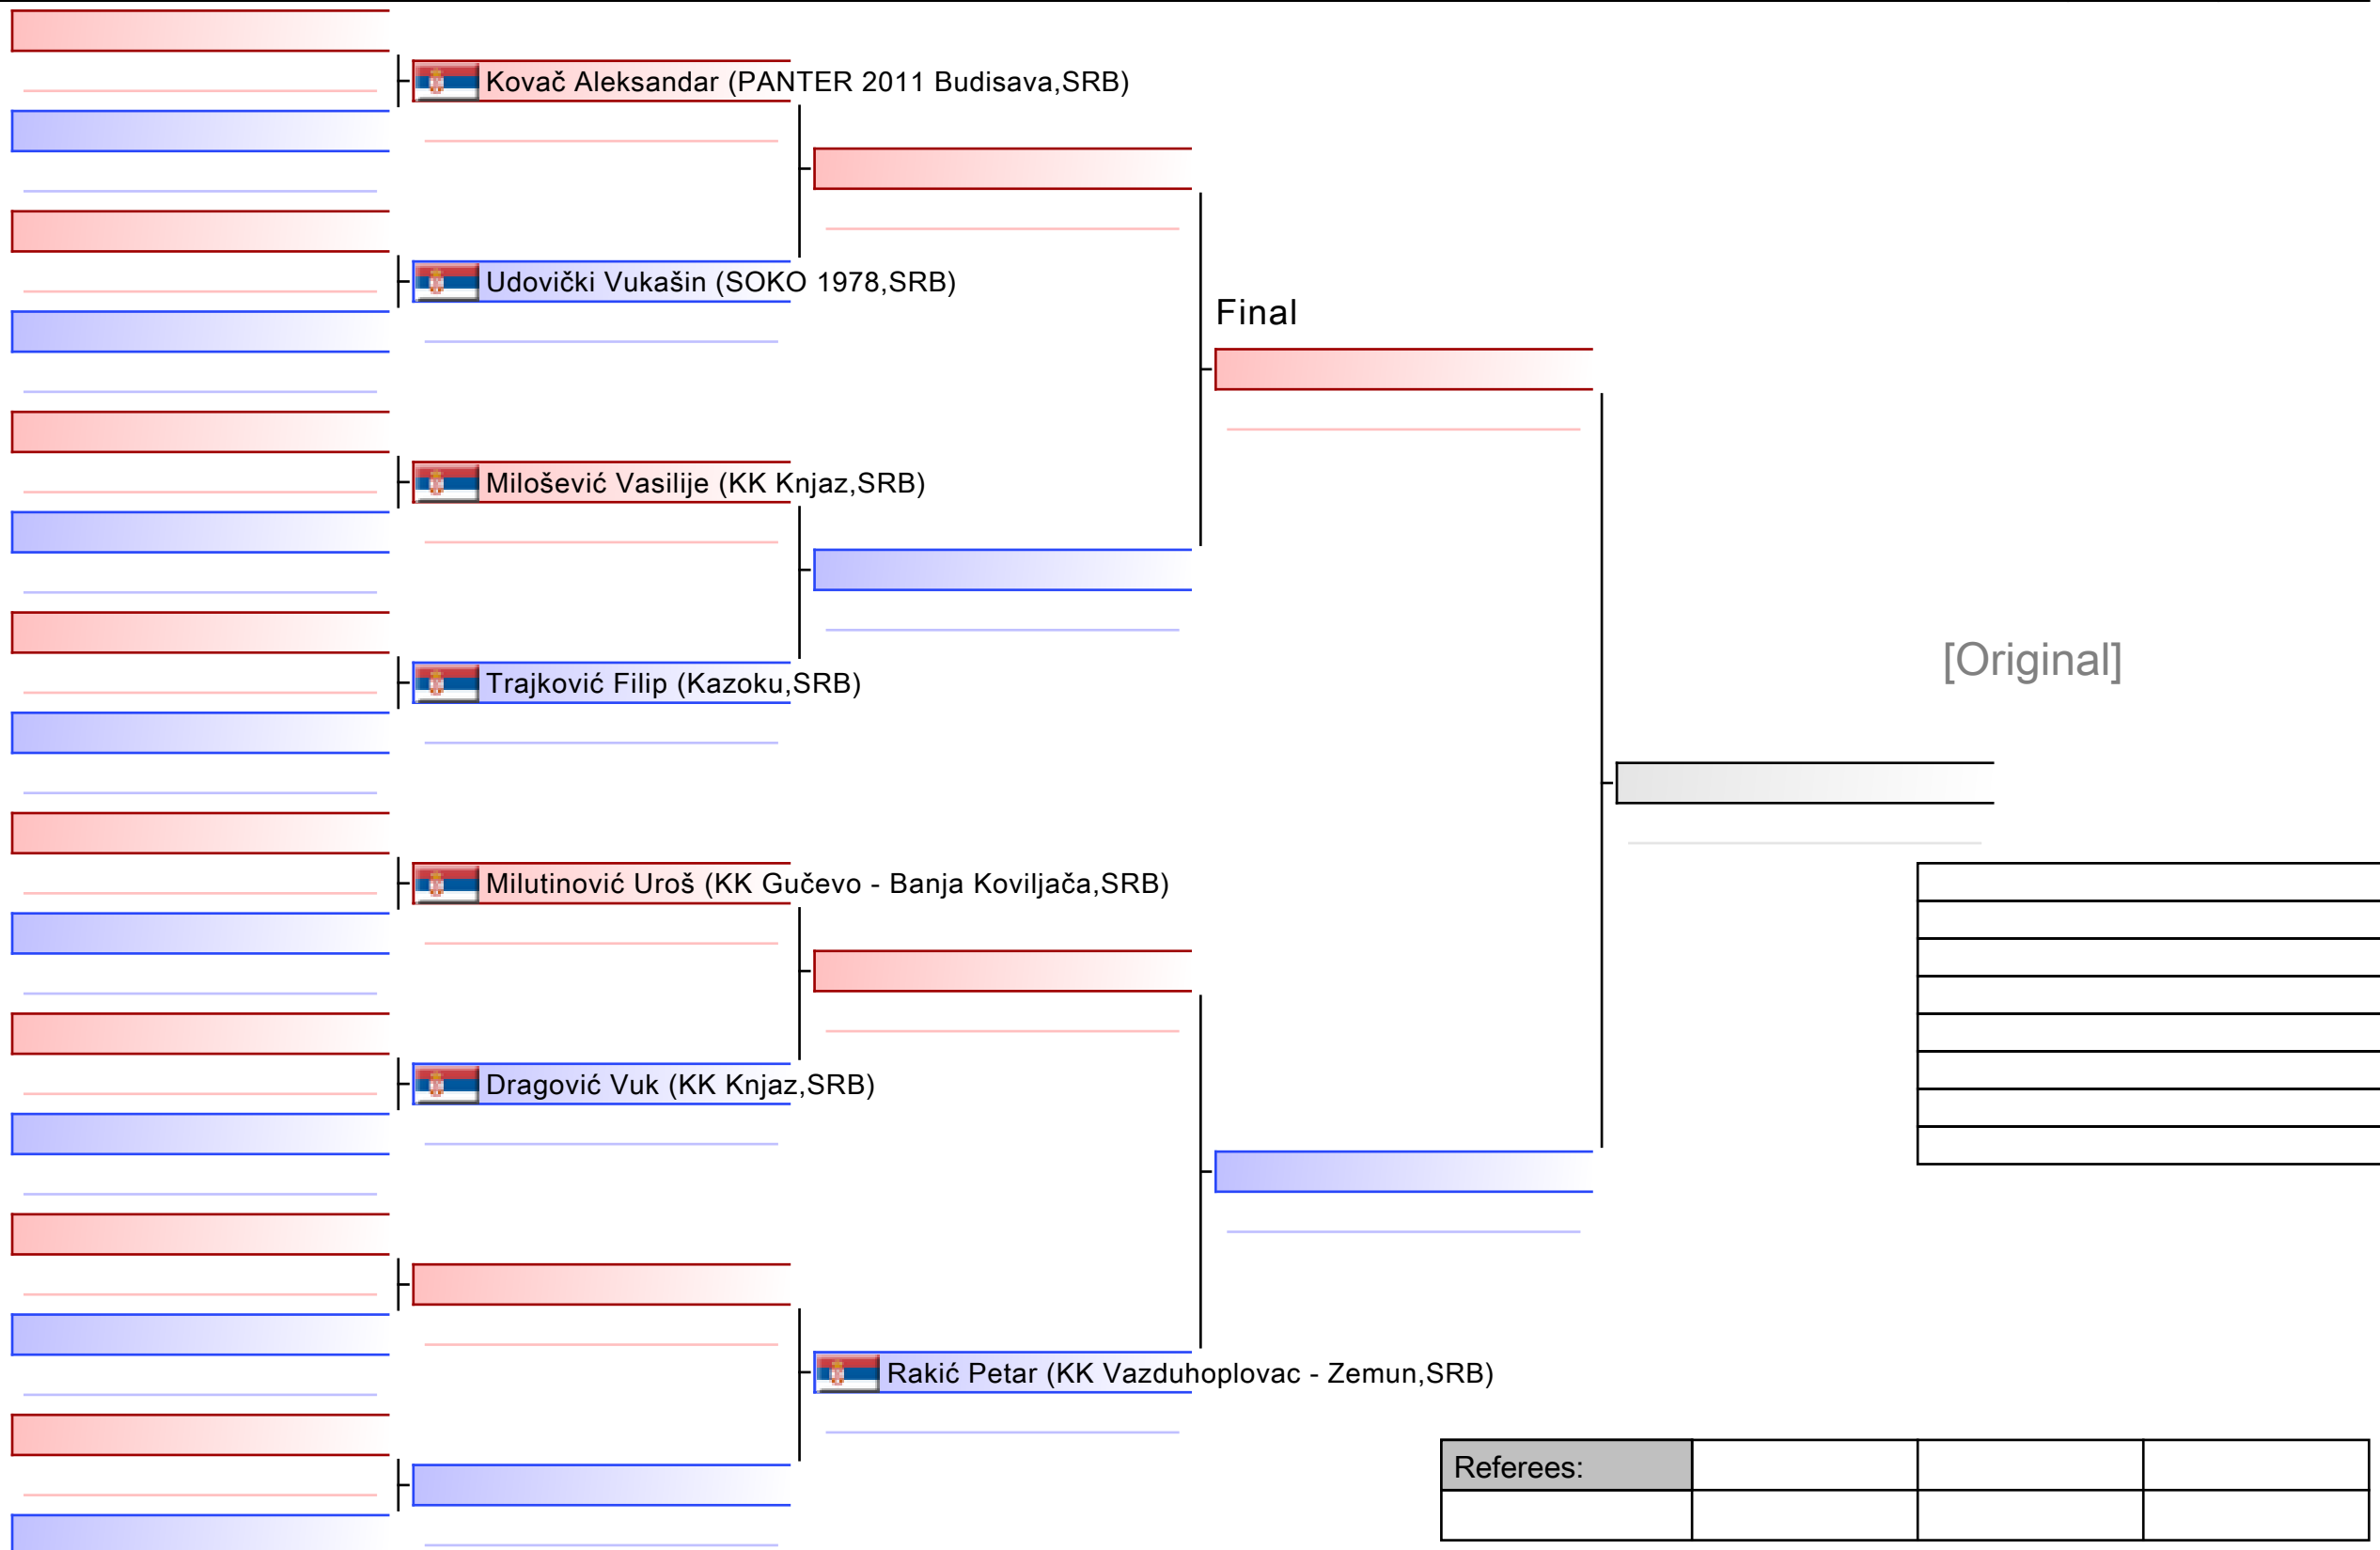 Kovač Aleksandar (PANTER 2011 Budisava,SRB)
Udovički Vukašin (SOKO 1978,SRB)
Final
Milošević Vasilije (KK Knjaz,SRB)
[Original]
Trajković Filip (Kazoku,SRB)
Milutinović Uroš (KK Gučevo - Banja Koviljača,SRB)
Dragović Vuk (KK Knjaz,SRB)
Rakić Petar (KK Vazduhoplovac - Zemun,SRB)
Referees: